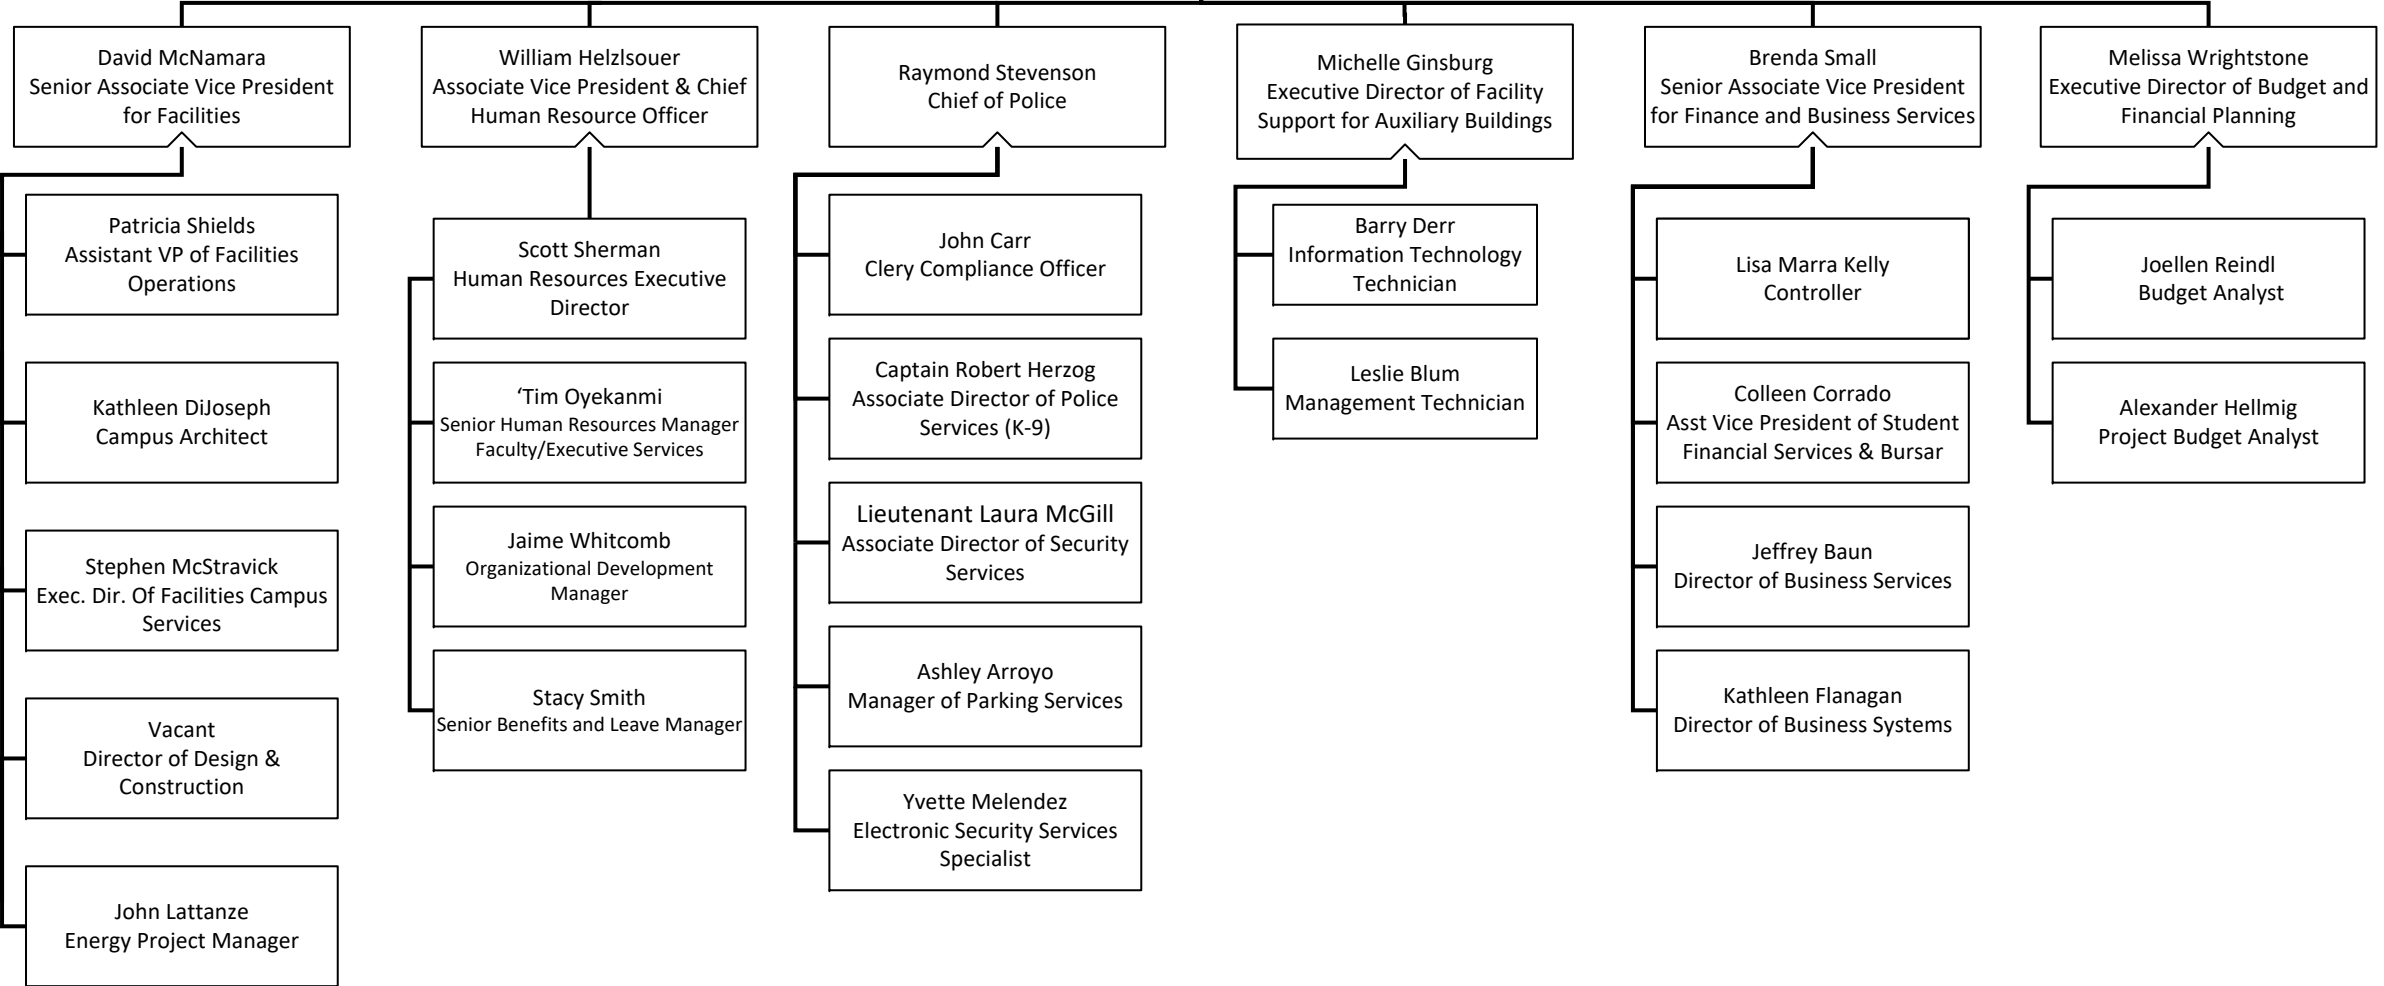 David McNamara
Senior Associate Vice President
for Facilities
Patricia Shields
Assistant VP of Facilities
Operations
Kathleen DiJoseph
Campus Architect
Stephen McStravick
Exec. Dir. Of Facilities Campus
Services
Vacant
Director of Design &
Construction
John Lattanze
Energy Project Manager
William Helzlsouer
Associate Vice President & Chief
Human Resource Officer
Scott Sherman
Human Resources Executive
Director
‘Tim Oyekanmi
Senior Human Resources Manager
Faculty/Executive Services
Jaime Whitcomb
Organizational Development
Manager
Stacy Smith
Senior Benefits and Leave Manager
Raymond Stevenson
Chief of Police
John Carr
Clery Compliance Officer
Captain Robert Herzog
Associate Director of Police
Services (K-9)
Lieutenant Laura McGill
Associate Director of Security
Services
Ashley Arroyo
Manager of Parking Services
Yvette Melendez
Electronic Security Services
Specialist
Michelle Ginsburg
Executive Director of Facility
Support for Auxiliary Buildings
Barry Derr
Information Technology
Technician
Leslie Blum
Management Technician
Brenda Small
Senior Associate Vice President
for Finance and Business Services
Lisa Marra Kelly
Controller
Colleen Corrado
Asst Vice President of Student
Financial Services & Bursar
Jeffrey Baun
Director of Business Services
Kathleen Flanagan
Director of Business Systems
Melissa Wrightstone
Executive Director of Budget and
Financial Planning
Joellen Reindl
Budget Analyst
Alexander Hellmig
Project Budget Analyst